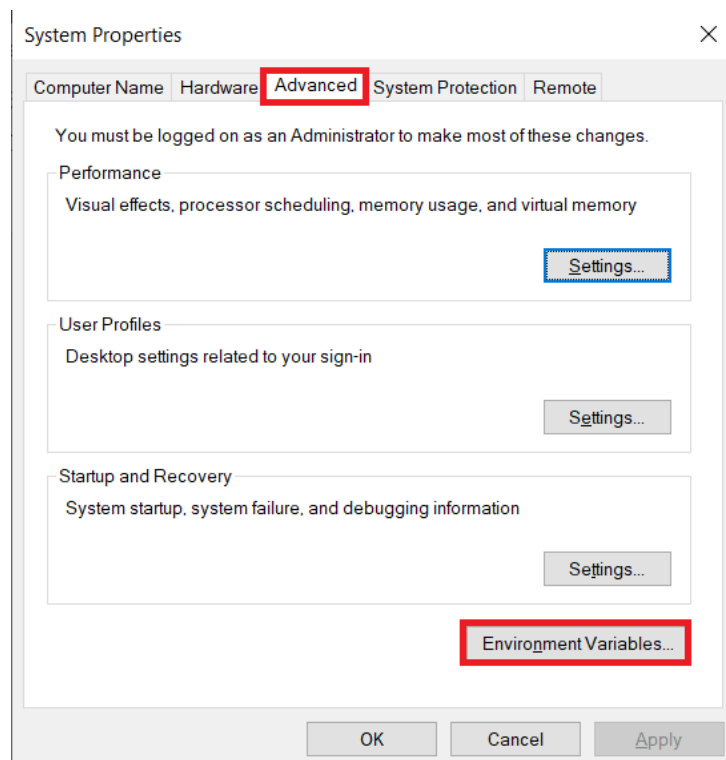 System Properties
Computer Name Hardware Advanced System Protection Remote
You must be logged on as an Administrator to make most of these changes.
Performance
Visual effects, processor scheduling, memory usage, and virtual memory
Settings...
User Profiles
Desktop settings related to your sign-in
Settings...
Startup and Recovery
System startup, system failure, and debugging information
Settings...
Environment Variables...
OK Cancel Apply